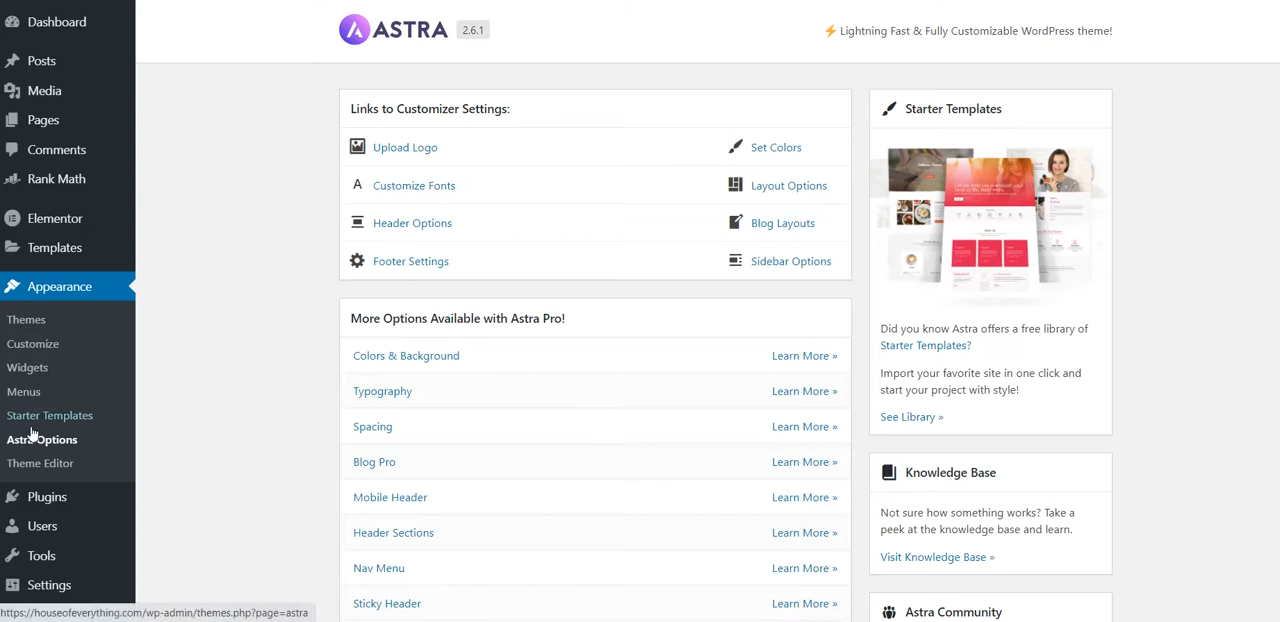 Dashboard
Posts
Media
Pages
Comments
Rank Math
Elementor
Templates
Appearance
Themes
Customize
Widgets
Menus
Starter Templates
Astra Options
Theme Editor
Plugins
Users
Tools
Settings
https://houseofeverything.com/wp-admin/themes.php?page=astra
ASTRA 2.6.1
⚡ Lightning Fast & Fully Customizable WordPress theme!
Links to Customizer Settings:
Upload Logo
Set Colors
Customize Fonts
Layout Options
Header Options
Blog Layouts
Footer Settings
Sidebar Options
More Options Available with Astra Pro!
Colors & Background Learn More »
Typography Learn More »
Spacing Learn More »
Blog Pro Learn More »
Mobile Header Learn More »
Header Sections Learn More »
Nav Menu Learn More »
Sticky Header Learn More »
Starter Templates
Did you know Astra offers a free library of
Starter Templates?
Import your favorite site in one click and
start your project with style!
See Library »
Knowledge Base
Not sure how something works? Take a
peek at the knowledge base and learn.
Visit Knowledge Base »
Astra Community